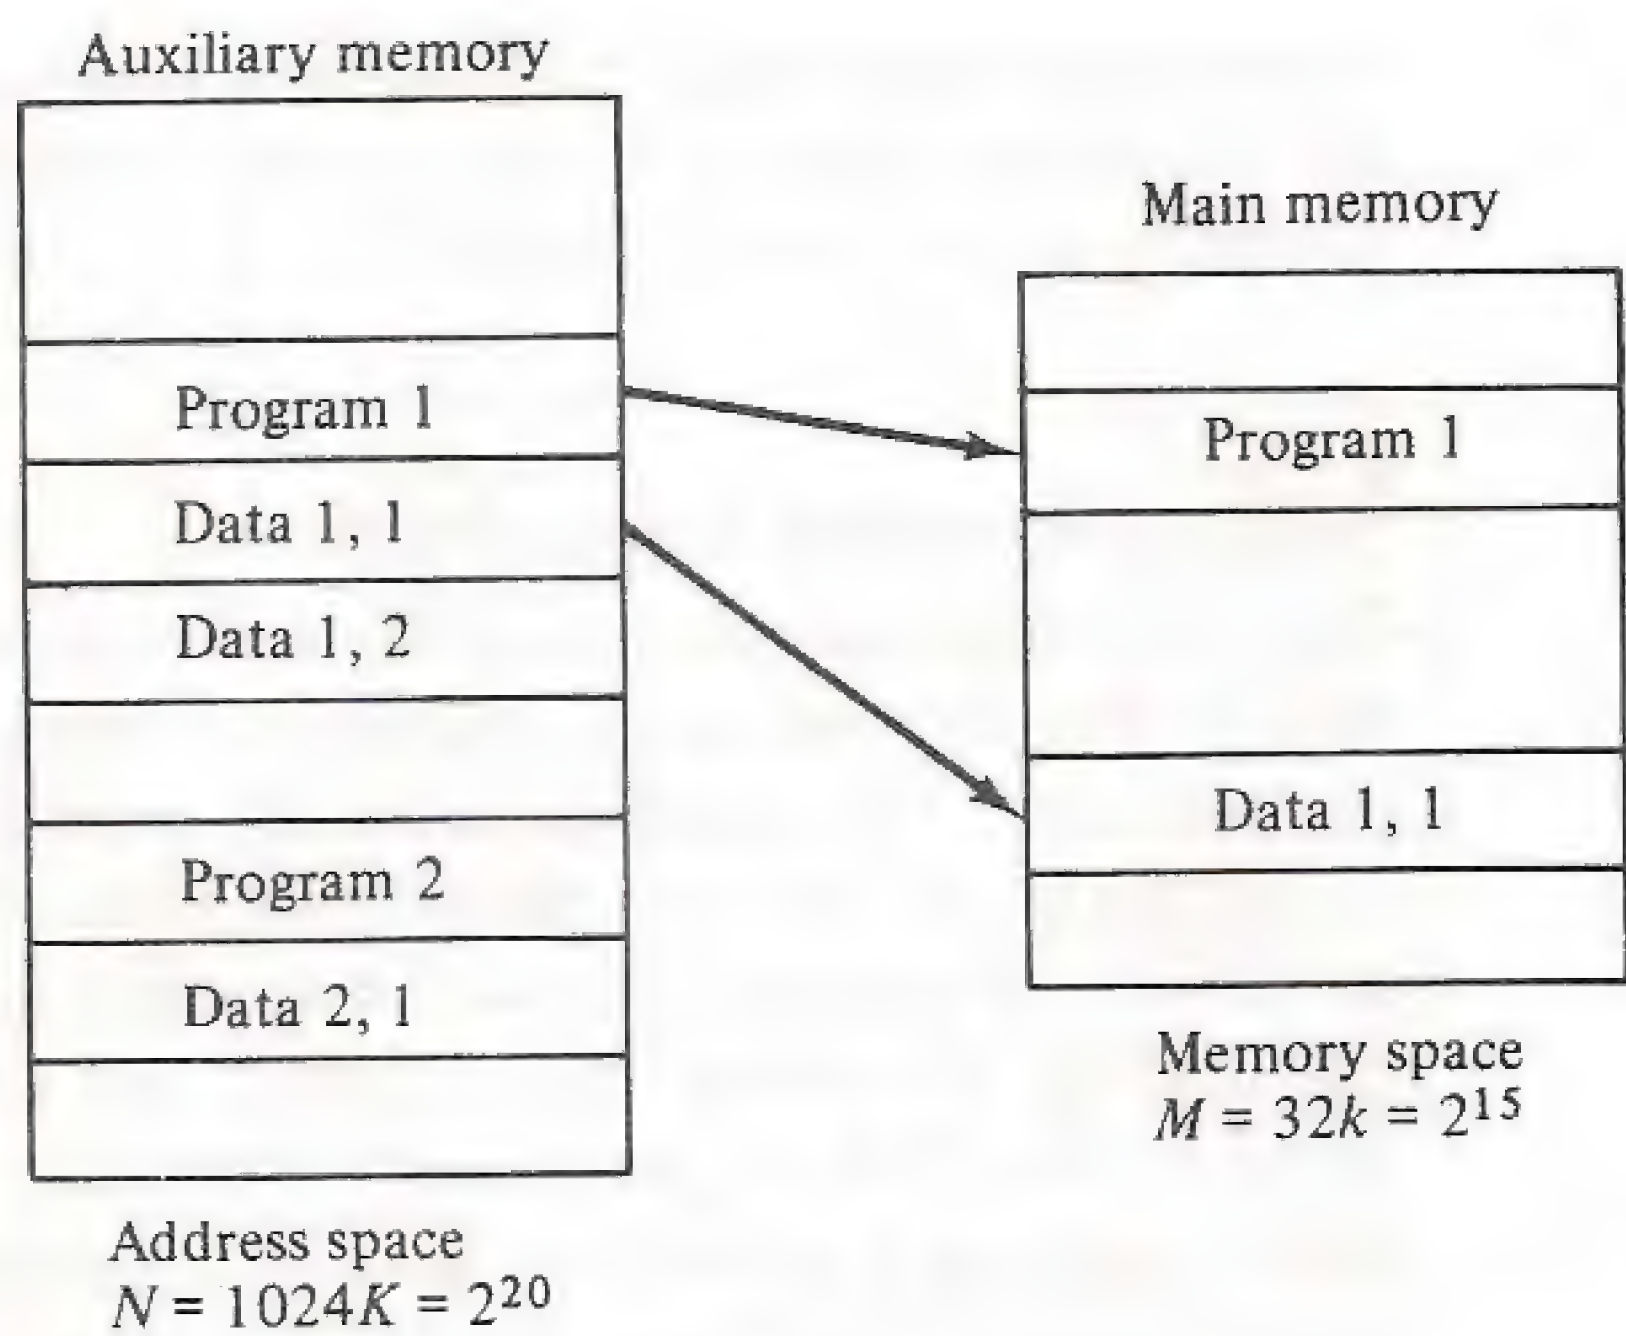 Auxiliary memory
Program 1
Data 1, 1
Data 1, 2
Program 2
Data 2, 1
Address space
N = 1024K = 2²⁰
Main memory
Program 1
Data 1, 1
Memory space
M = 32k = 2¹⁵